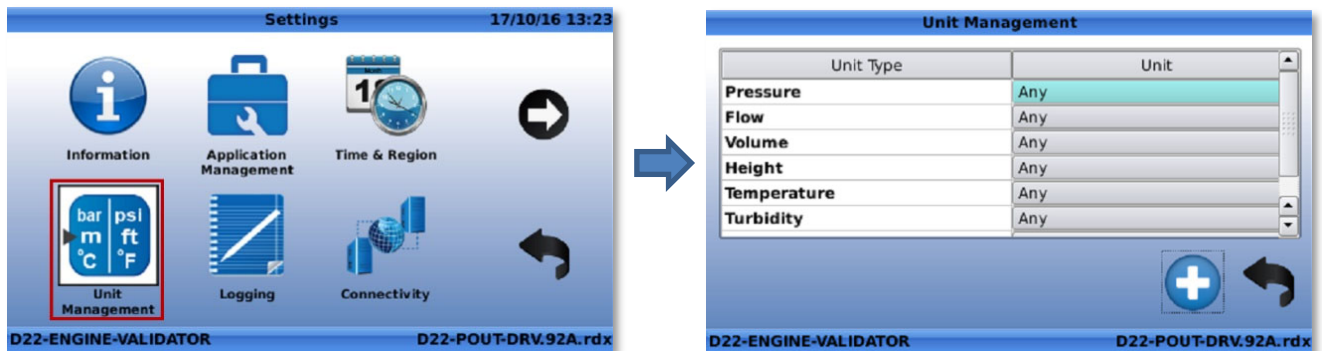 Settings 17/10/16 13:23
Information
Application
Management
Time & Region
bar psi
m ft
°C °F
Unit
Management
Logging
Connectivity
D22-ENGINE-VALIDATOR D22-POUT-DRV.92A.rdx
Unit Management
Unit Type Unit
Pressure Any
Flow Any
Volume Any
Height Any
Temperature Any
Turbidity Any
D22-ENGINE-VALIDATOR D22-POUT-DRV.92A.rdx